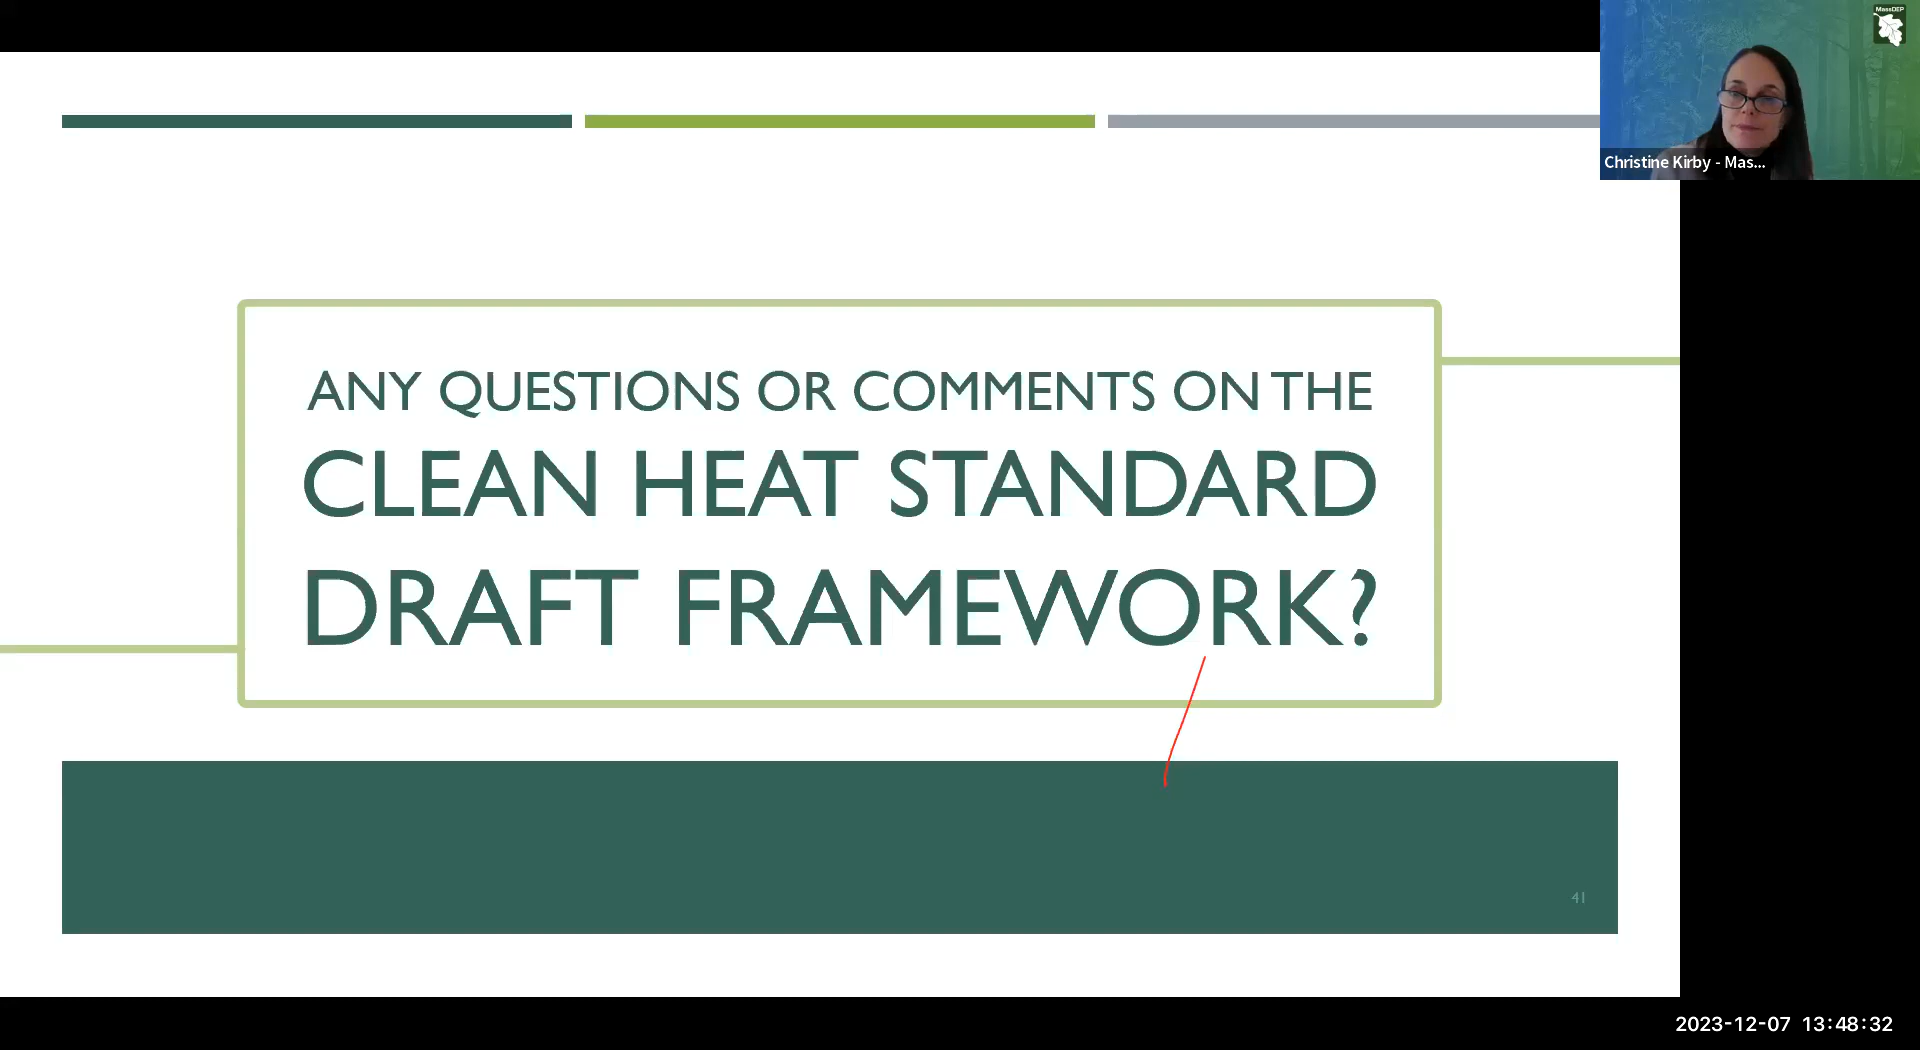 MassDEP
Christine Kirby - Mas...
ANY QUESTIONS OR COMMENTS ON THE
CLEAN HEAT STANDARD
DRAFT FRAMEWORK?
41
2023-12-07 13:48:32